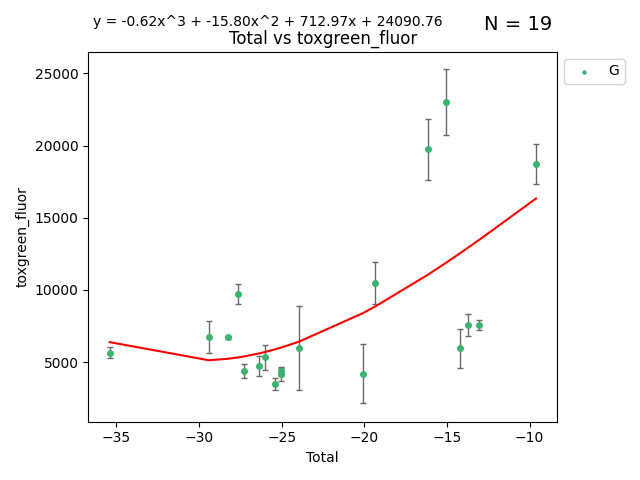 y = -0.62x^3 + -15.80x^2 + 712.97x + 24090.76
N = 19
Total vs toxgreen_fluor
G
25000
20000
15000
10000
5000
toxgreen_fluor
−35
−30
−25
−20
−15
−10
Total